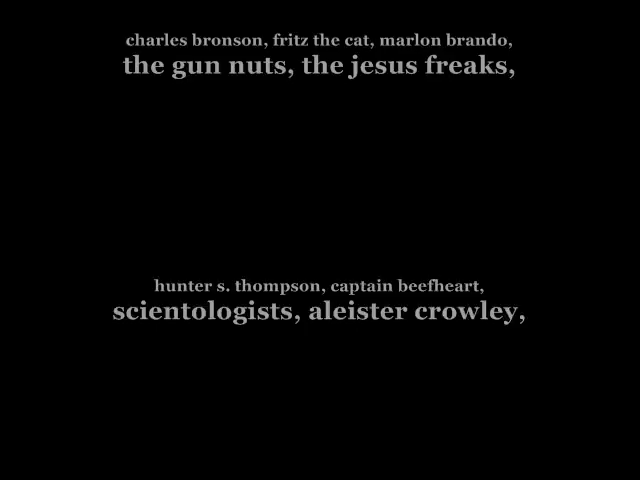 charles bronson, fritz the cat, marlon brando,
the gun nuts, the jesus freaks,
hunter s. thompson, captain beefheart,
scientologists, aleister crowley,